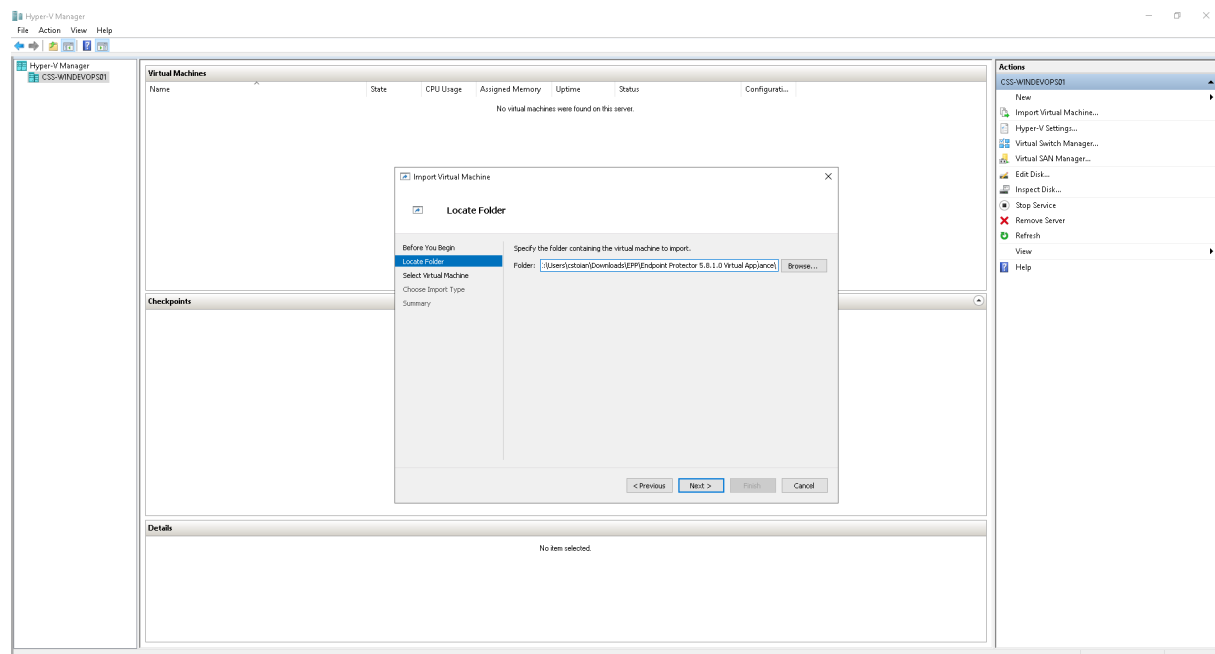 Hyper-V Manager
File Action View Help
Hyper-V Manager
CSS-WINDEVOPS01
Virtual Machines
Name State CPU Usage Assigned Memory Uptime Status Configurati...
No virtual machines were found on this server.
Import Virtual Machine
Locate Folder
Before You Begin
Locate Folder
Select Virtual Machine
Choose Import Type
Summary
Specify the folder containing the virtual machine to import.
Folder: :\Users\cstoian\Downloads\EPP\Endpoint Protector 5.8.1.0 Virtual Appliance\ Browse...
< Previous Next > Finish Cancel
Checkpoints
Details
No item selected.
Actions
CSS-WINDEVOPS01
New
Import Virtual Machine...
Hyper-V Settings...
Virtual Switch Manager...
Virtual SAN Manager...
Edit Disk...
Inspect Disk...
Stop Service
Remove Server
Refresh
View
Help